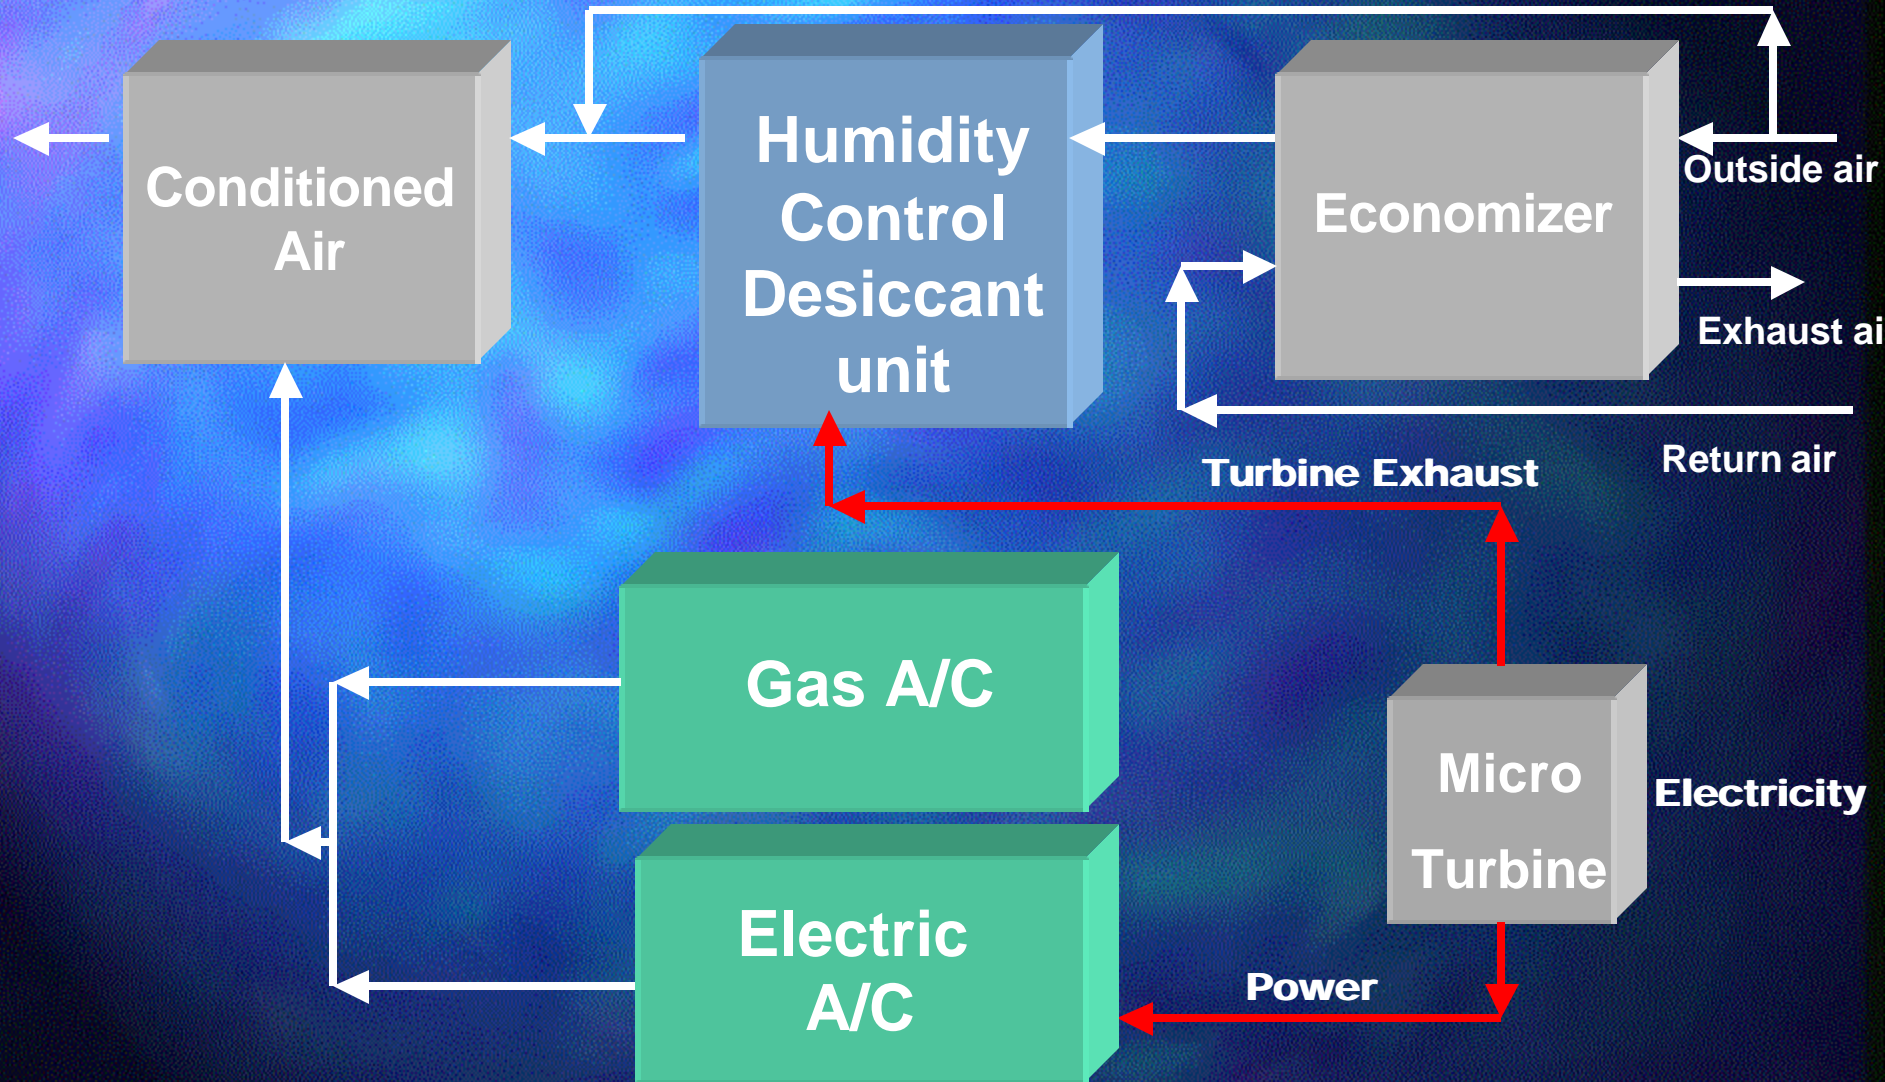 Conditioned
Air
Humidity
Control
Desiccant
unit
Economizer
Outside air
Exhaust ai
Return air
Turbine Exhaust
Gas A/C
Micro
Turbine
Electricity
Electric
A/C
Power